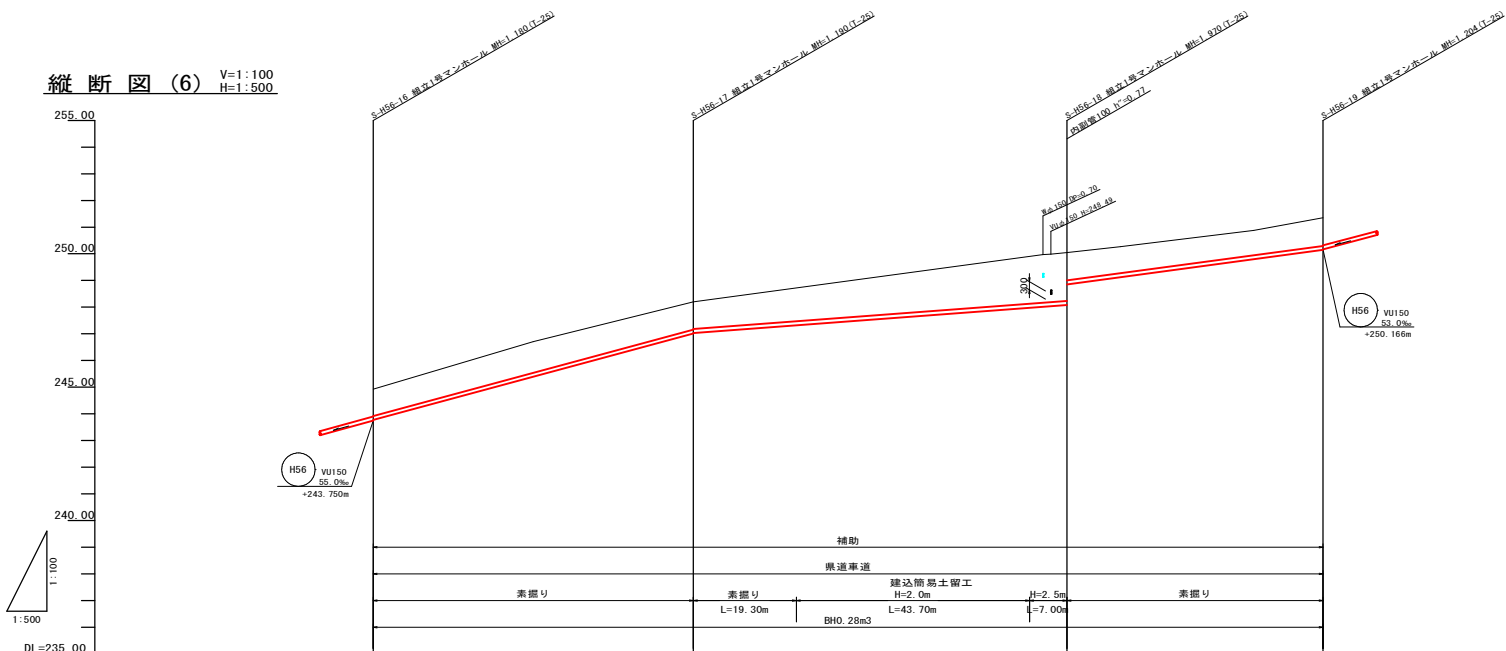 縦 断 図 (6) V=1:100
H=1:500
S-H56-16 組立1号マンホール MH=1.180(T-25)
S-H56-17 組立1号マンホール MH=1.190(T-25)
S-H56-18 組立1号マンホール MH=1.970(T-25)
内副管100 h"=0.77
S-H56-19 組立1号マンホール MH=1.204(T-25)
255.00
Wφ150 DP=0.70
VUφ150 H=248.49
250.00
300
H56 VU150
53.0‰
+250.166m
245.00
H56 VU150
55.0‰
+243.750m
240.00
補助
県道車道
建込簡易土留工
素掘り 素掘り H=2.0m H=2.5m 素掘り
L=19.30m L=43.70m L=7.00m
BH0.28m3
1:100
1:500
DL=235.00